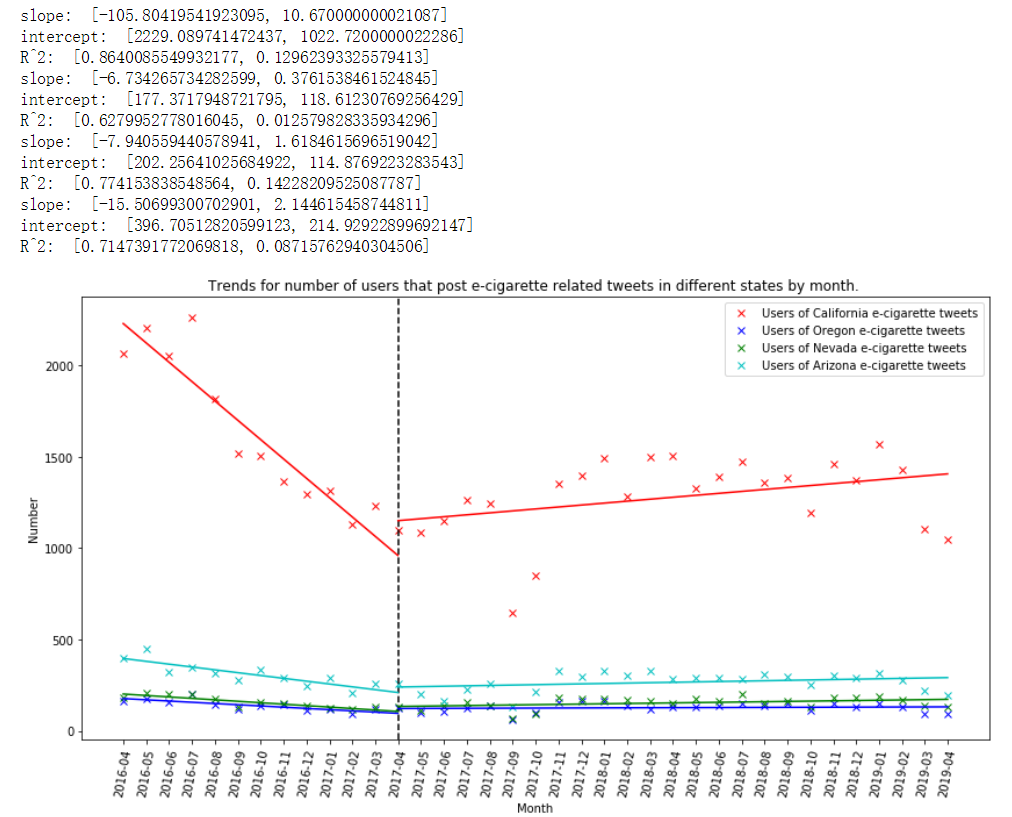 slope:  [-105.80419541923095, 10.670000000021087]
intercept:  [2229.089741472437, 1022.7200000022286]
R^2:  [0.8640085549932177, 0.12962393325579413]
slope:  [-6.734265734282599, 0.3761538461524845]
intercept:  [177.3717948721795, 118.61230769256429]
R^2:  [0.6279952778016045, 0.012579828335934296]
slope:  [-7.940559440578941, 1.6184615696519042]
intercept:  [202.25641025684922, 114.8769223283543]
R^2:  [0.774153838548564, 0.14228209525087787]
slope:  [-15.50699300702901, 2.144615458744811]
intercept:  [396.70512820599123, 214.92922899692147]
R^2:  [0.7147391772069818, 0.08715762940304506]
Trends for number of users that post e-cigarette related tweets in different states by month.
Users of California e-cigarette tweets
Users of Oregon e-cigarette tweets
Users of Nevada e-cigarette tweets
Users of Arizona e-cigarette tweets
Number
2000
1500
1000
500
0
2016-04
2016-05
2016-06
2016-07
2016-08
2016-09
2016-10
2016-11
2016-12
2017-01
2017-02
2017-03
2017-04
2017-05
2017-06
2017-07
2017-08
2017-09
2017-10
2017-11
2017-12
2018-01
2018-02
2018-03
2018-04
2018-05
2018-06
2018-07
2018-08
2018-09
2018-10
2018-11
2018-12
2019-01
2019-02
2019-03
2019-04
Month